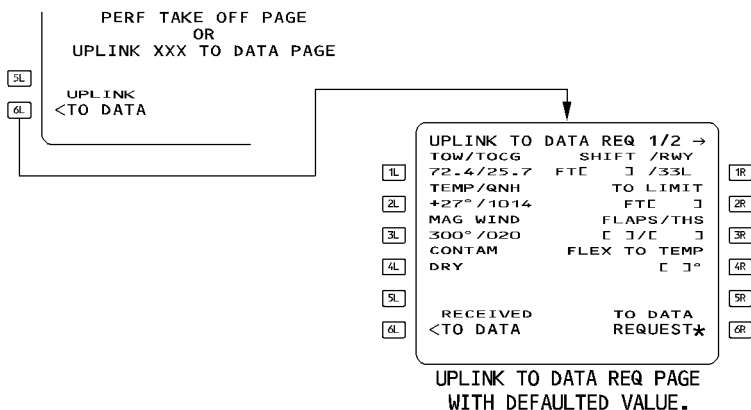 PERF TAKE OFF PAGE
OR
UPLINK XXX TO DATA PAGE
5L
UPLINK
6L <TO DATA
UPLINK TO DATA REQ 1/2 →
TOW/TOCG SHIFT /RWY
1L 72.4/25.7 FT[ ] /33L 1R
TEMP/QNH TO LIMIT
2L +27°/1014 FT[ ] 2R
MAG WIND FLAPS/THS
3L 300°/020 [ ]/[ ] 3R
CONTAM FLEX TO TEMP
4L DRY [ ]° 4R
5L 5R
RECEIVED TO DATA
6L <TO DATA REQUEST* 6R
UPLINK TO DATA REQ PAGE
WITH DEFAULTED VALUE.